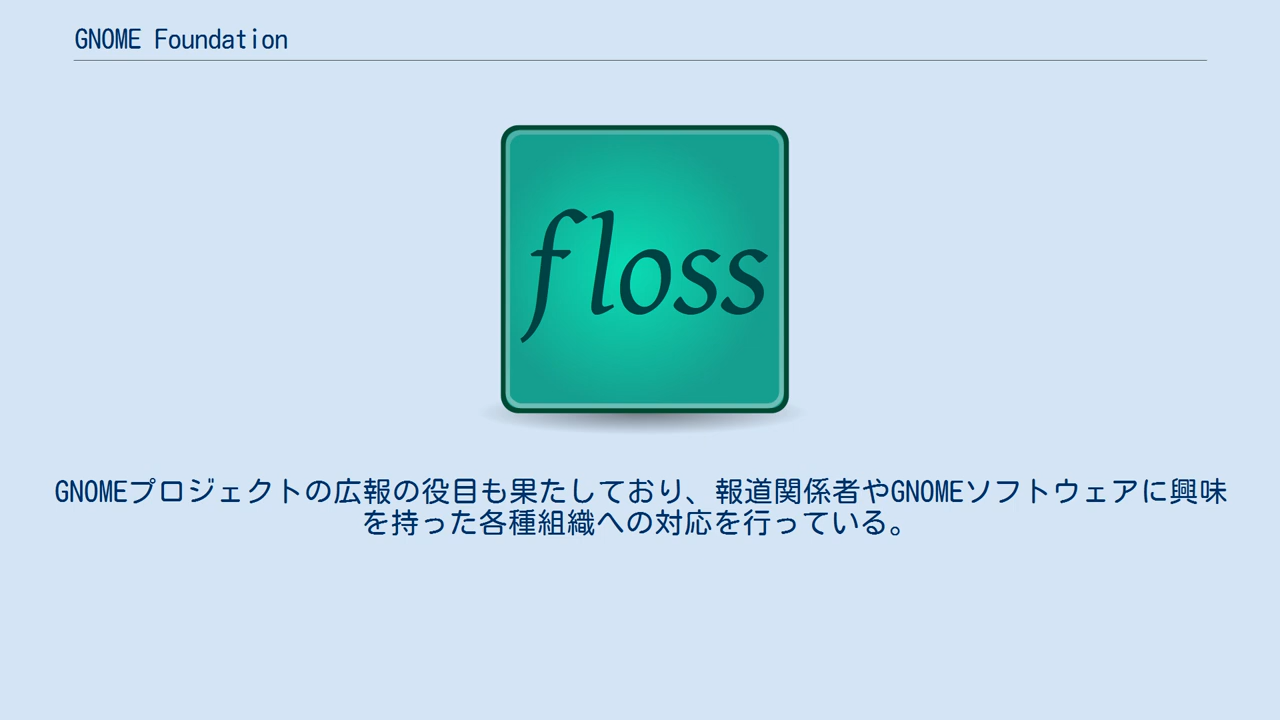 GNOME Foundation
floss
GNOMEプロジェクトの広報の役目も果たしており、報道関係者やGNOMEソフトウェアに興味
を持った各種組織への対応を行っている。